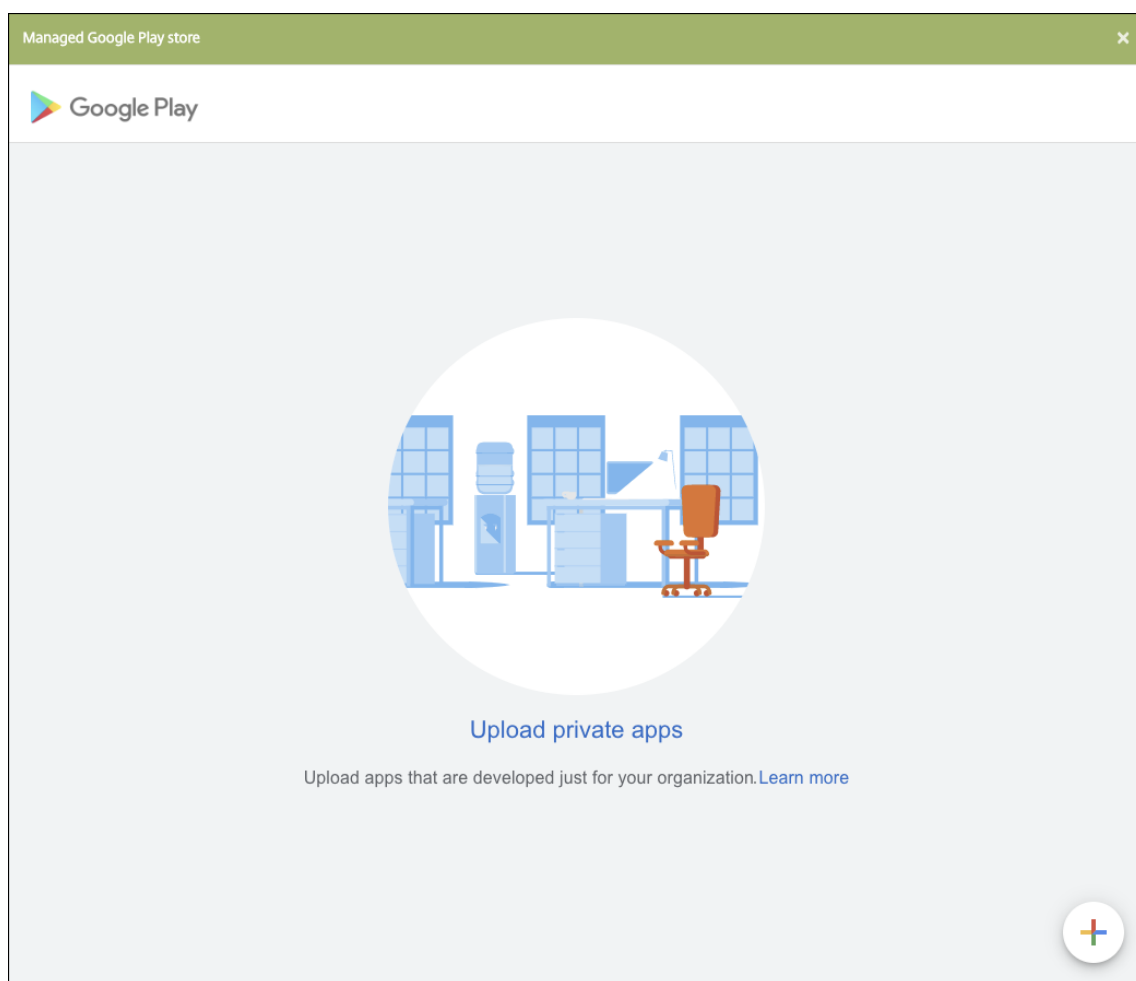 Managed Google Play store
Google Play
Upload private apps
Upload apps that are developed just for your organization. Learn more